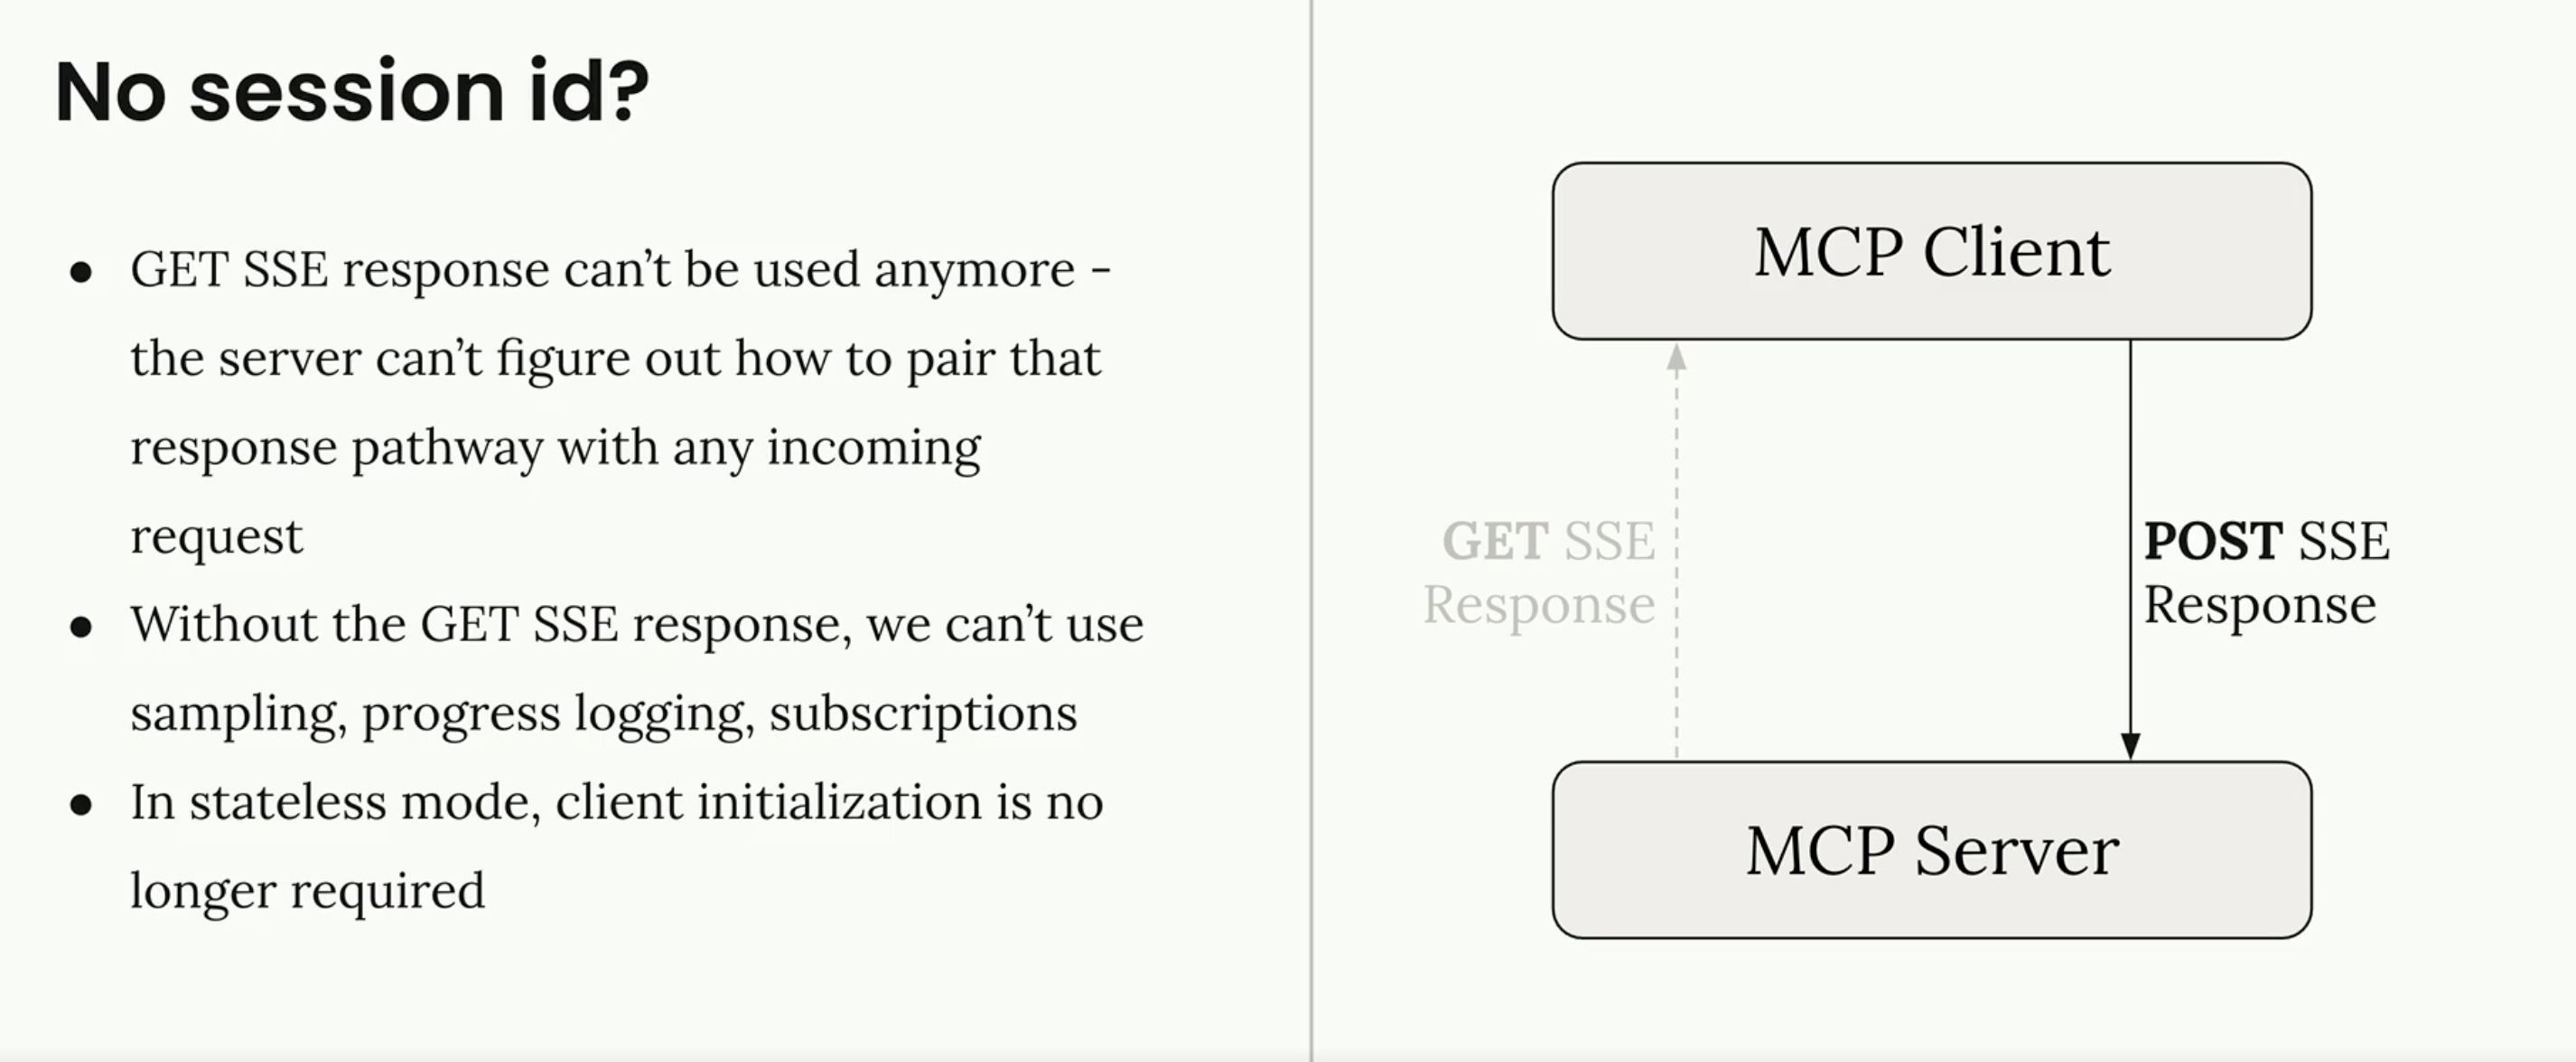 No session id?
● GET SSE response can’t be used anymore -
the server can’t figure out how to pair that
response pathway with any incoming
request
● Without the GET SSE response, we can’t use
sampling, progress logging, subscriptions
● In stateless mode, client initialization is no
longer required
MCP Client
GET SSE
Response
POST SSE
Response
MCP Server